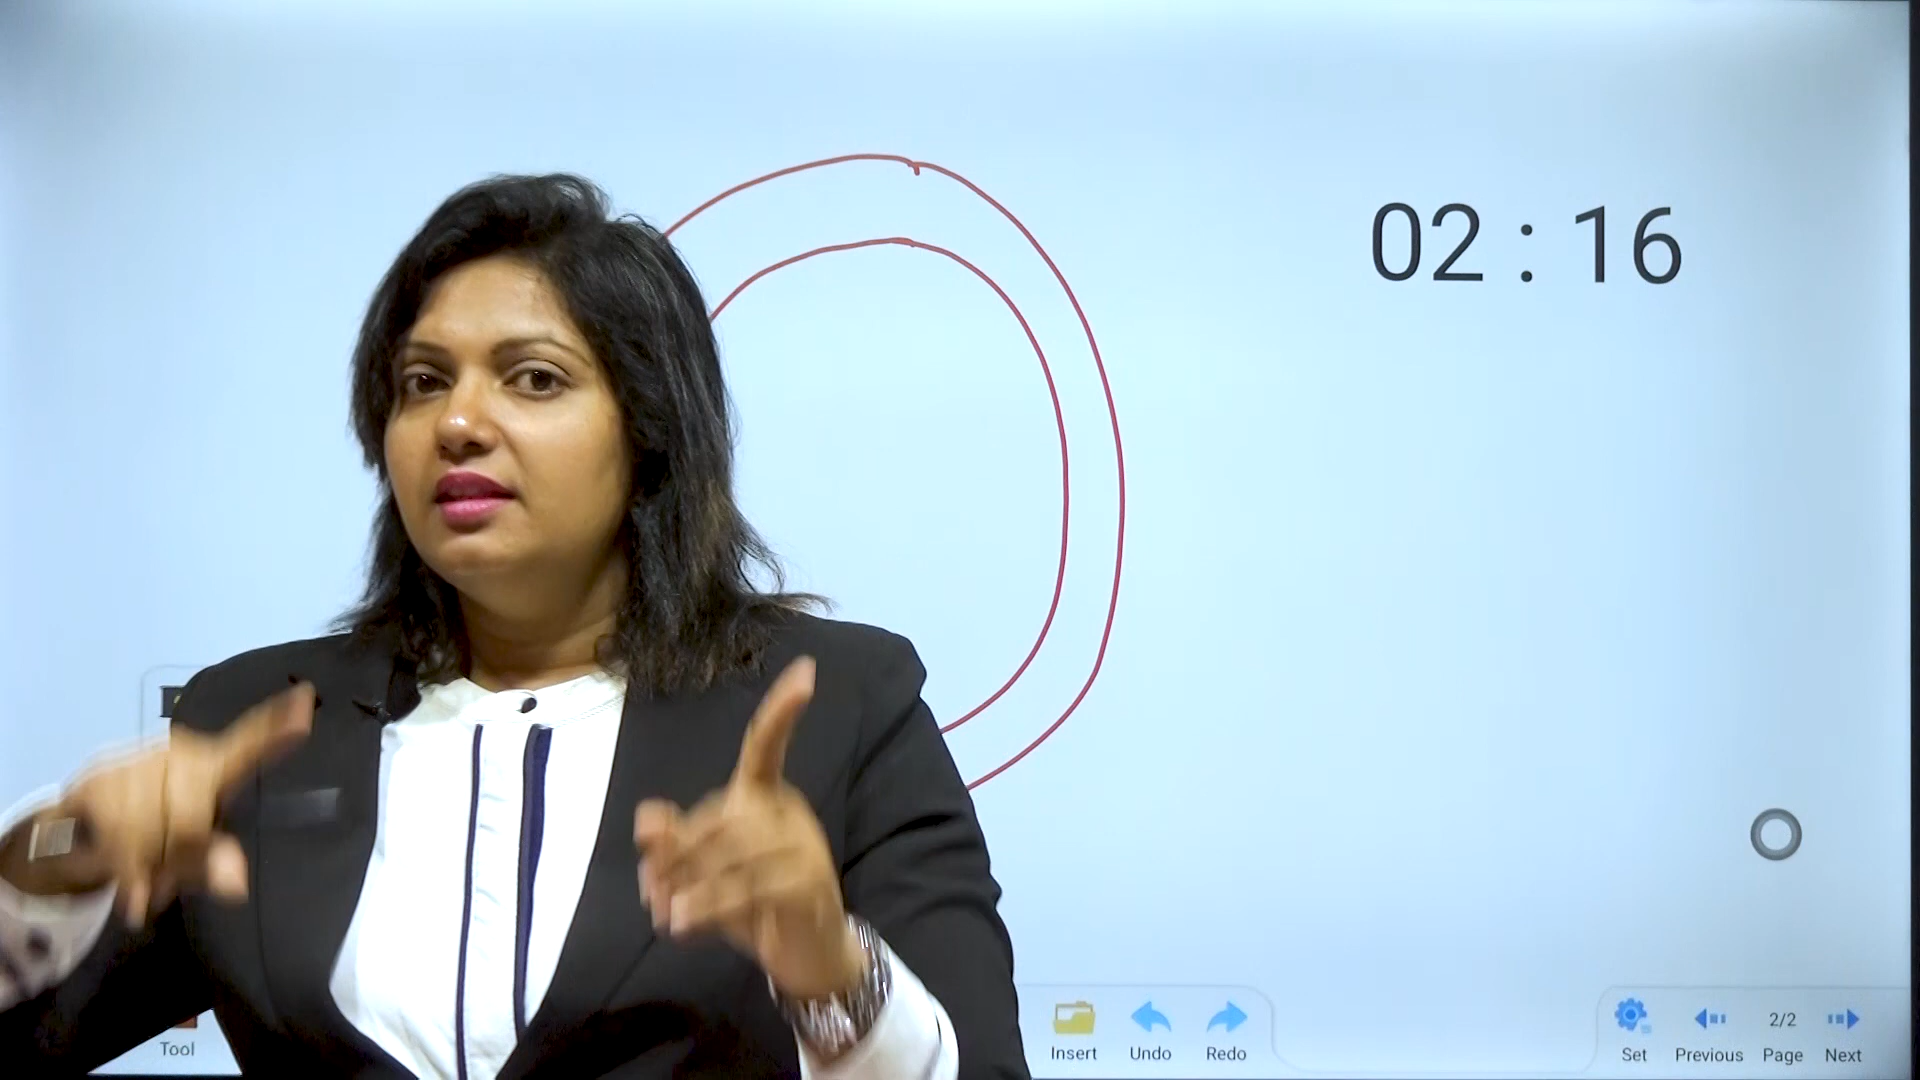 02 : 16
Tool
Insert
Undo
Redo
Set
Previous
2/2
Page
Next